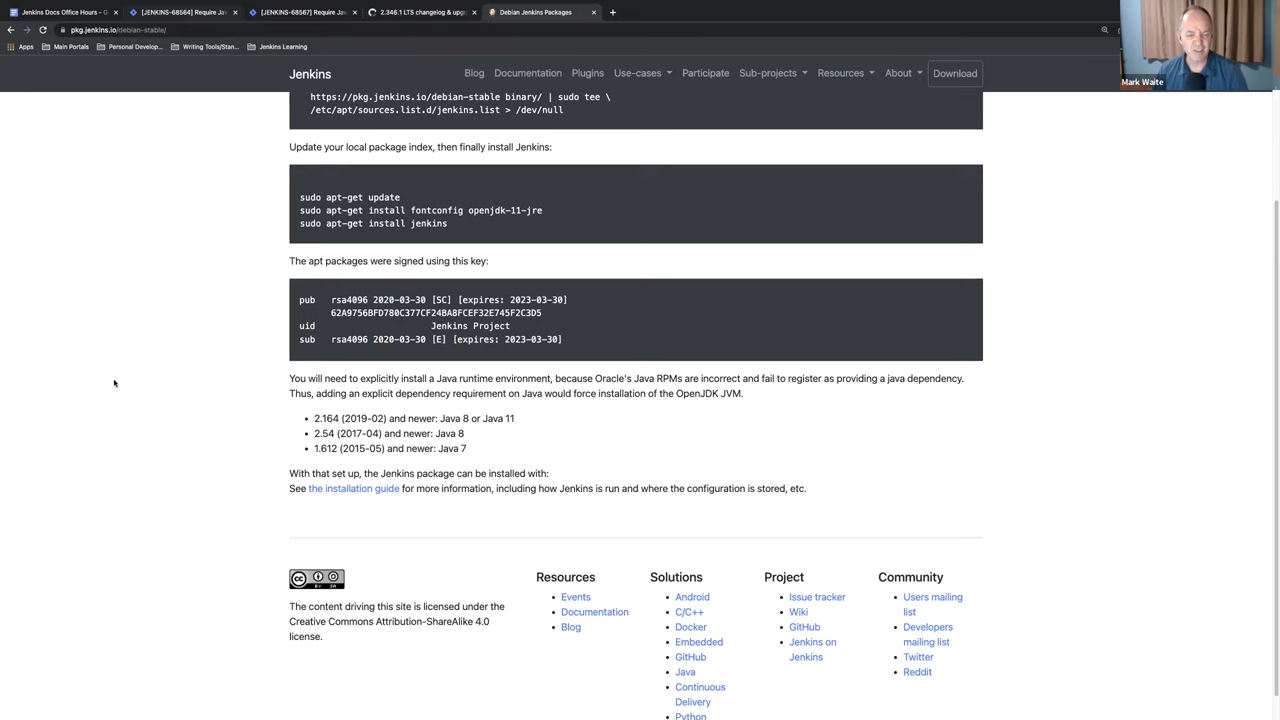 Jenkins Docs Office Hours - G
[JENKINS-68564] Require Jav
[JENKINS-68567] Require Jav
2.346.1 LTS changelog & upg
Debian Jenkins Packages
pkg.jenkins.io/debian-stable/
Apps
Main Portals
Personal Develop...
Writing Tools/Stan...
Jenkins Learning
Mark Waite
Jenkins
Blog
Documentation
Plugins
Use-cases
Participate
Sub-projects
Resources
About
Download
https://pkg.jenkins.io/debian-stable binary/ | sudo tee \
/etc/apt/sources.list.d/jenkins.list > /dev/null
Update your local package index, then finally install Jenkins:
sudo apt-get update
sudo apt-get install fontconfig openjdk-11-jre
sudo apt-get install jenkins
The apt packages were signed using this key:
pub rsa4096 2020-03-30 [SC] [expires: 2023-03-30]
62A9756BFD780C377CF24BA8FCEF32E745F2C3D5
uid Jenkins Project
sub rsa4096 2020-03-30 [E] [expires: 2023-03-30]
You will need to explicitly install a Java runtime environment, because Oracle's Java RPMs are incorrect and fail to register as providing a java dependency.
Thus, adding an explicit dependency requirement on Java would force installation of the OpenJDK JVM.
• 2.164 (2019-02) and newer: Java 8 or Java 11
• 2.54 (2017-04) and newer: Java 8
• 1.612 (2015-05) and newer: Java 7
With that set up, the Jenkins package can be installed with:
See the installation guide for more information, including how Jenkins is run and where the configuration is stored, etc.
CC BY SA
The content driving this site is licensed under the
Creative Commons Attribution-ShareAlike 4.0
license.
Resources
• Events
• Documentation
• Blog
Solutions
• Android
• C/C++
• Docker
• Embedded
• GitHub
• Java
• Continuous
Delivery
• Python
Project
• Issue tracker
• Wiki
• GitHub
• Jenkins on
Jenkins
Community
• Users mailing
list
• Developers
mailing list
• Twitter
• Reddit